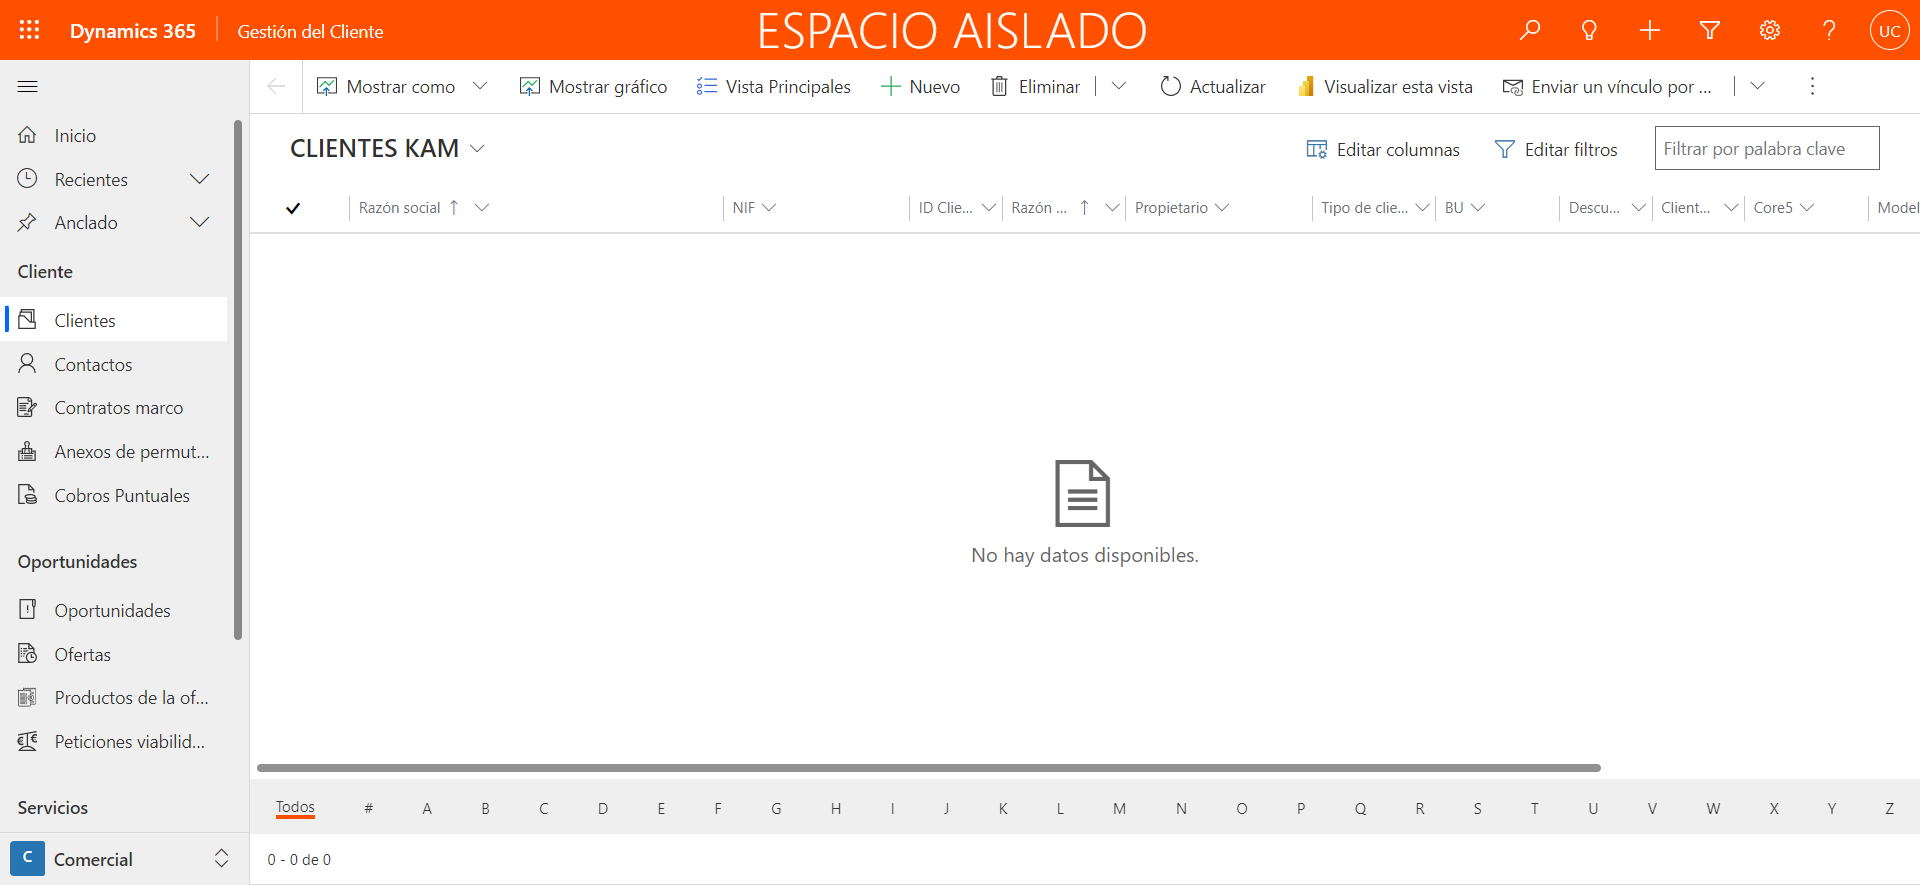 Dynamics 365
Gestión del Cliente
ESPACIO AISLADO
UC
Mostrar como
Mostrar gráfico
Vista Principales
Nuevo
Eliminar
Actualizar
Visualizar esta vista
Enviar un vínculo por ...
Inicio
Recientes
Anclado
Cliente
Clientes
Contactos
Contratos marco
Anexos de permut...
Cobros Puntuales
Oportunidades
Oportunidades
Ofertas
Productos de la of...
Peticiones viabilid...
Servicios
C
Comercial
CLIENTES KAM
Editar columnas
Editar filtros
Filtrar por palabra clave
Razón social
NIF
ID Clie...
Razón ...
Propietario
Tipo de clie...
BU
Descu...
Client...
Core5
Model
No hay datos disponibles.
Todos # A B C D E F G H I J K L M N O P Q R S T U V W X Y Z
0 - 0 de 0